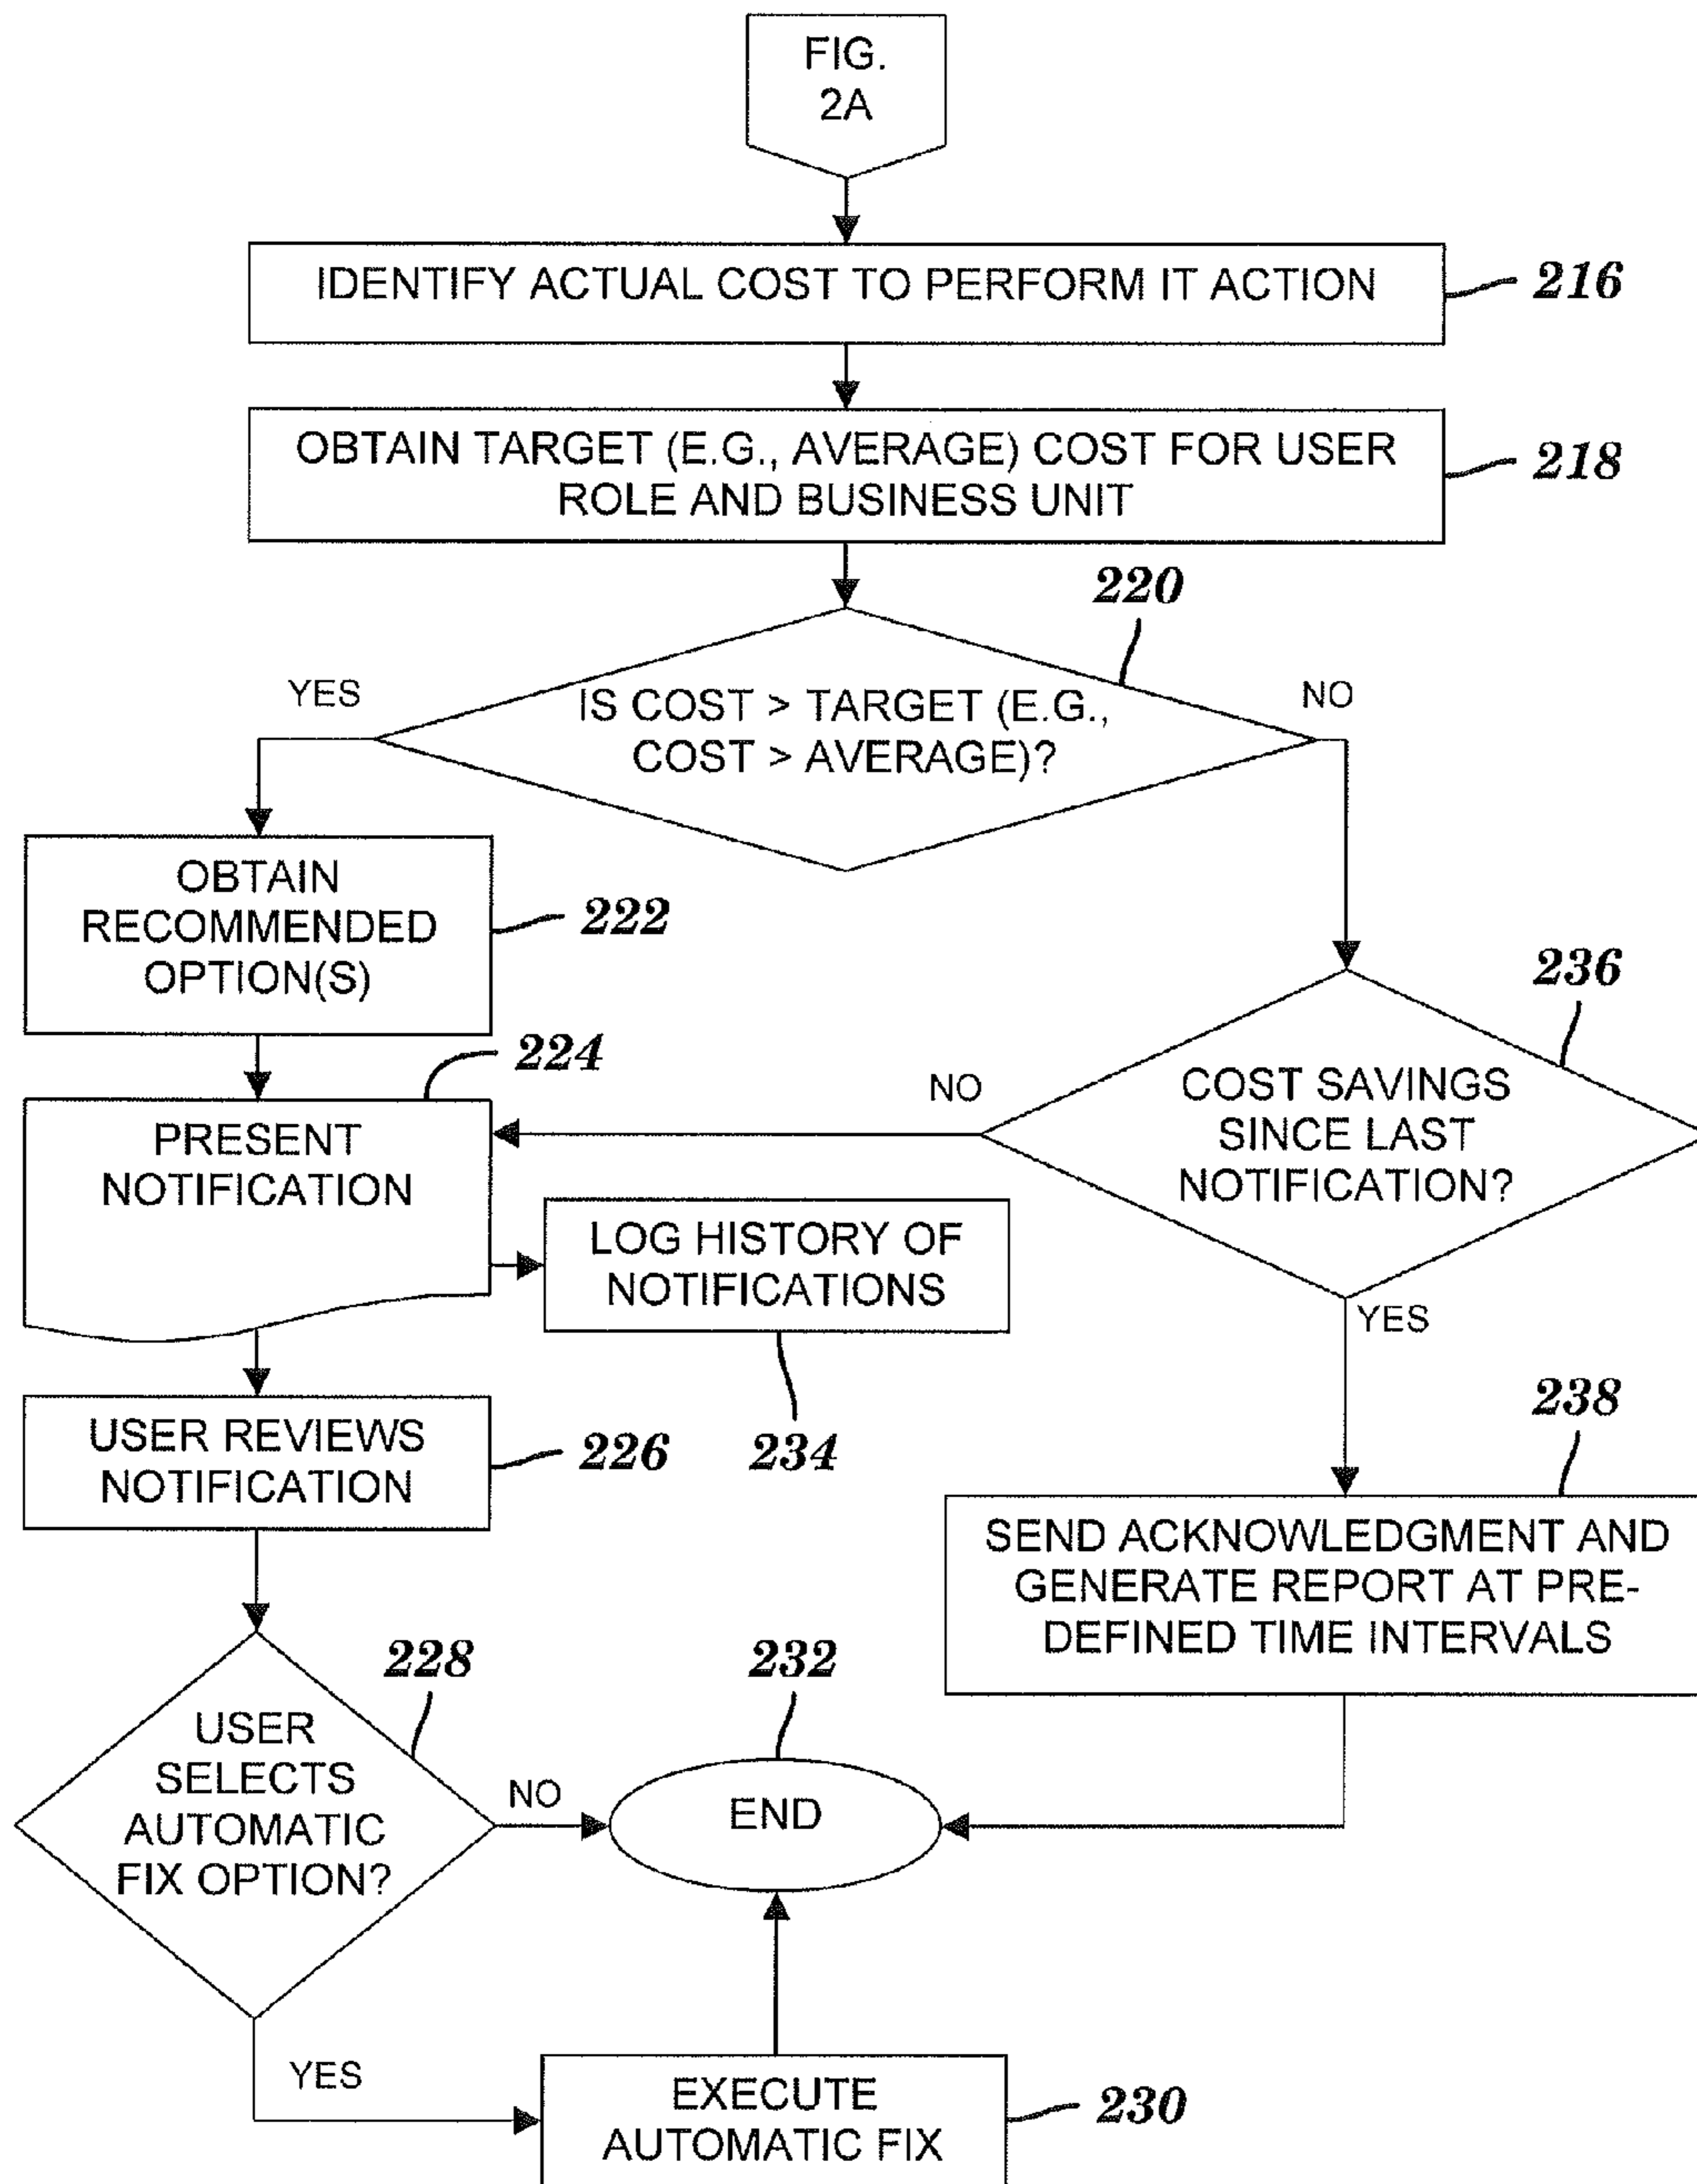 FIG.
2A
IDENTIFY ACTUAL COST TO PERFORM IT ACTION
216
OBTAIN TARGET (E.G., AVERAGE) COST FOR USER
ROLE AND BUSINESS UNIT
218
220
YES
IS COST > TARGET (E.G.,
COST > AVERAGE)?
NO
OBTAIN
RECOMMENDED
OPTION(S)
222
236
COST SAVINGS
SINCE LAST
NOTIFICATION?
NO
YES
224
PRESENT
NOTIFICATION
LOG HISTORY OF
NOTIFICATIONS
234
USER REVIEWS
NOTIFICATION
226
238
SEND ACKNOWLEDGMENT AND
GENERATE REPORT AT PRE-
DEFINED TIME INTERVALS
228
USER
SELECTS
AUTOMATIC
FIX OPTION?
NO
232
END
YES
EXECUTE
AUTOMATIC FIX
230